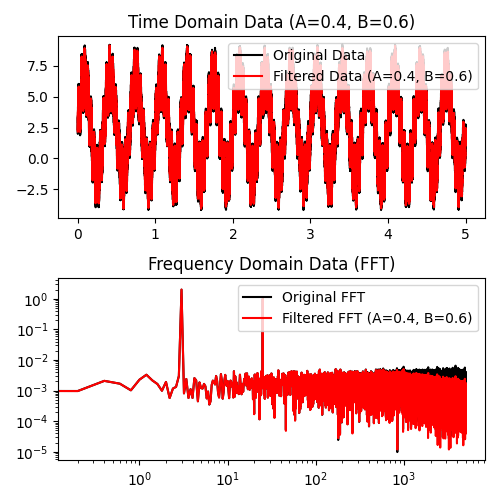 Time Domain Data (A=0.4, B=0.6)
Original Data
Filtered Data (A=0.4, B=0.6)
7.5
5.0
2.5
0.0
−2.5
0 1 2 3 4 5
Frequency Domain Data (FFT)
Original FFT
Filtered FFT (A=0.4, B=0.6)
10⁰
10⁻¹
10⁻²
10⁻³
10⁻⁴
10⁻⁵
10⁰ 10¹ 10² 10³